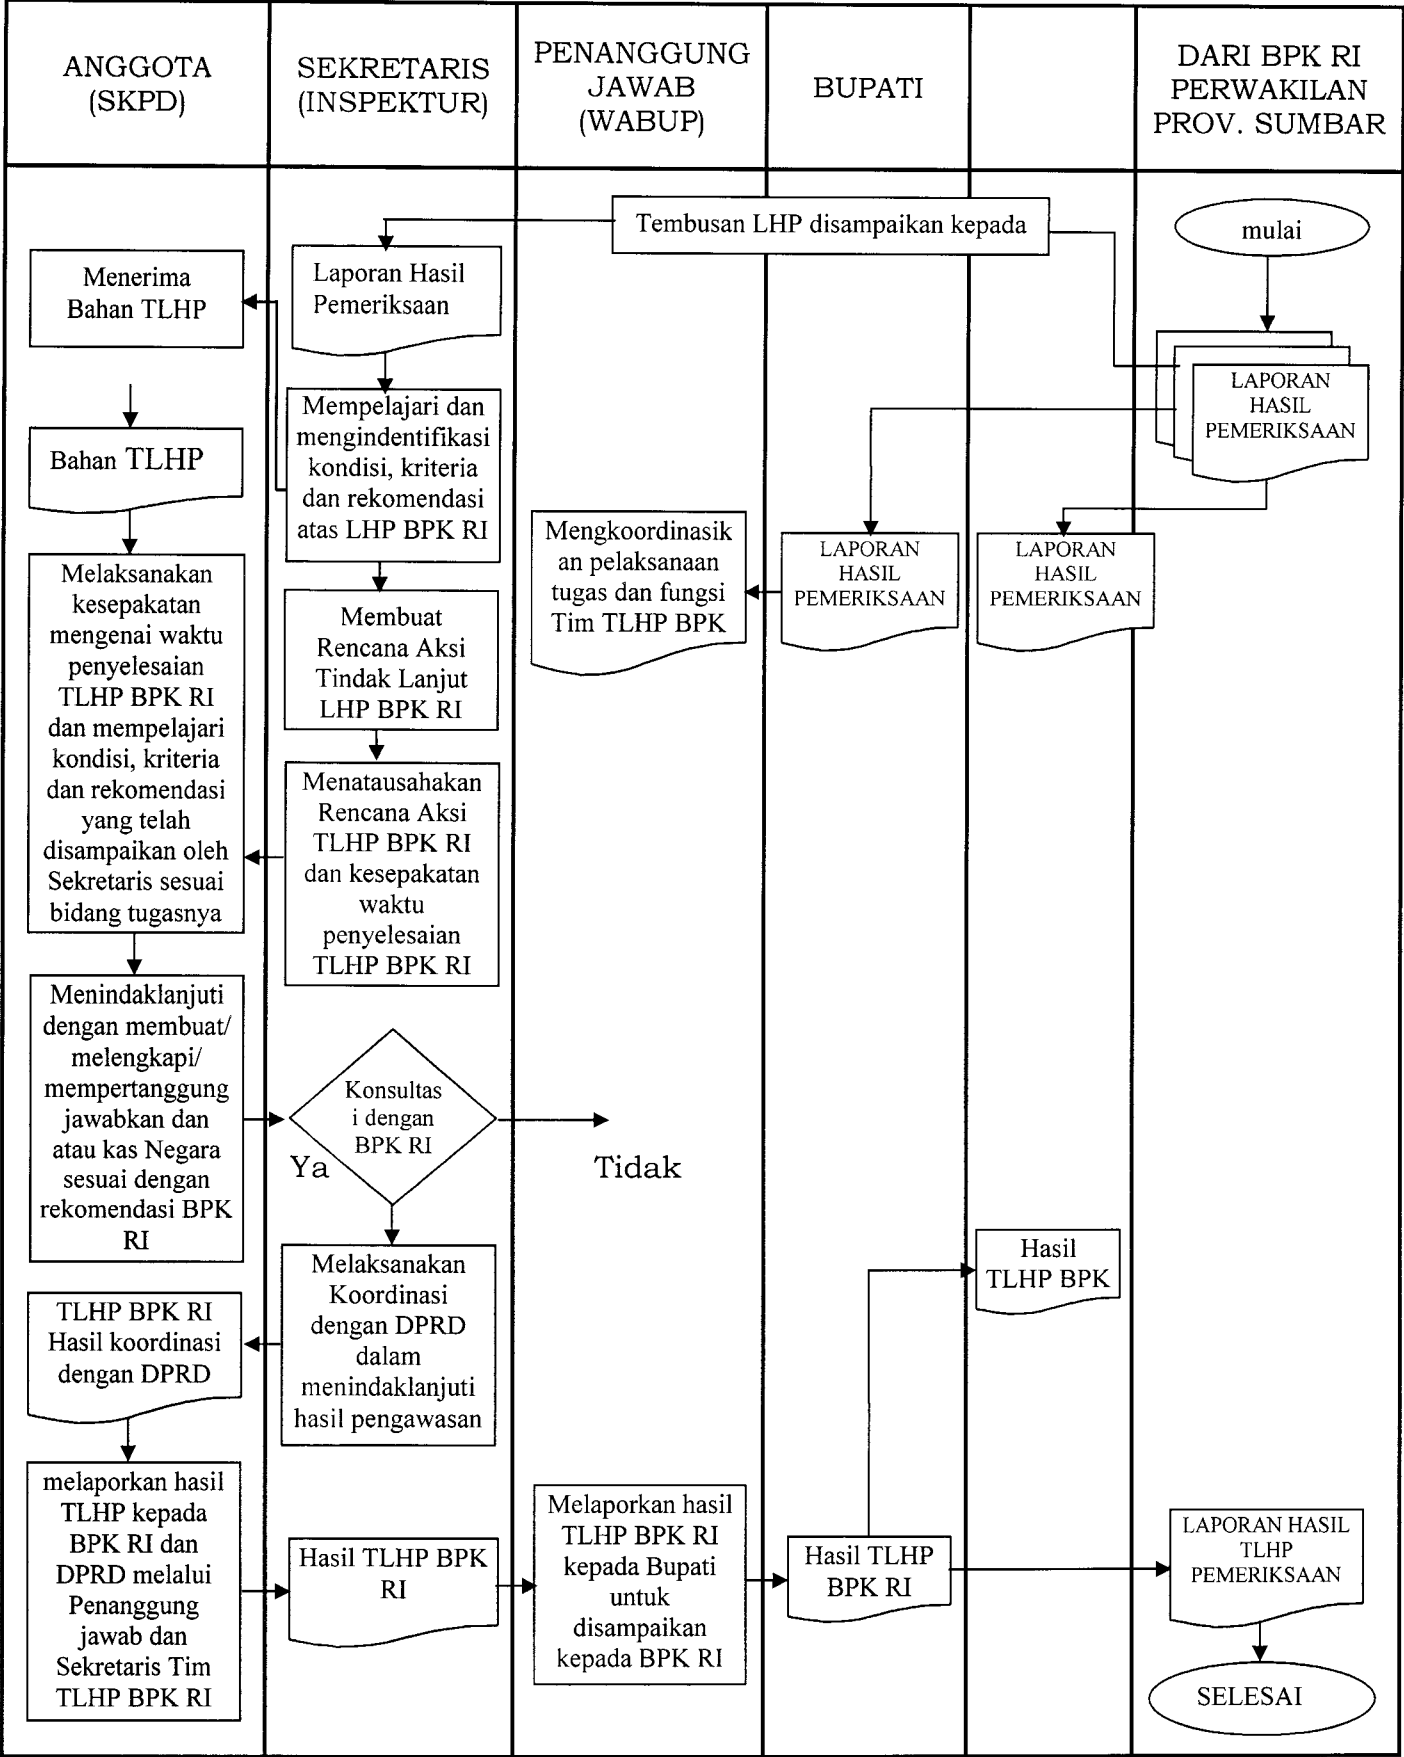 ANGGOTA
(SKPD)
SEKRETARIS
(INSPEKTUR)
PENANGGUNG
JAWAB
(WABUP)
BUPATI
DARI BPK RI
PERWAKILAN
PROV. SUMBAR
Tembusan LHP disampaikan kepada
mulai
Menerima
Bahan TLHP
Laporan Hasil
Pemeriksaan
LAPORAN
HASIL
PEMERIKSAAN
Bahan TLHP
Mempelajari dan
mengindentifikasi
kondisi, kriteria
dan rekomendasi
atas LHP BPK RI
Mengkoordinasik
an pelaksanaan
tugas dan fungsi
Tim TLHP BPK
LAPORAN
HASIL
PEMERIKSAAN
LAPORAN
HASIL
PEMERIKSAAN
Melaksanakan
kesepakatan
mengenai waktu
penyelesaian
TLHP BPK RI
dan mempelajari
kondisi, kriteria
dan rekomendasi
yang telah
disampaikan oleh
Sekretaris sesuai
bidang tugasnya
Membuat
Rencana Aksi
Tindak Lanjut
LHP BPK RI
Menatausahakan
Rencana Aksi
TLHP BPK RI
dan kesepakatan
waktu
penyelesaian
TLHP BPK RI
Menindaklanjuti
dengan membuat/
melengkapi/
mempertanggung
jawabkan dan
atau kas Negara
sesuai dengan
rekomendasi BPK
RI
Konsultas
i dengan
BPK RI
Ya
Tidak
Melaksanakan
Koordinasi
dengan DPRD
dalam
menindaklanjuti
hasil pengawasan
Hasil
TLHP BPK
TLHP BPK RI
Hasil koordinasi
dengan DPRD
melaporkan hasil
TLHP kepada
BPK RI dan
DPRD melalui
Penanggung
jawab dan
Sekretaris Tim
TLHP BPK RI
Hasil TLHP BPK
RI
Melaporkan hasil
TLHP BPK RI
kepada Bupati
untuk
disampaikan
kepada BPK RI
Hasil TLHP
BPK RI
LAPORAN HASIL
TLHP
PEMERIKSAAN
SELESAI